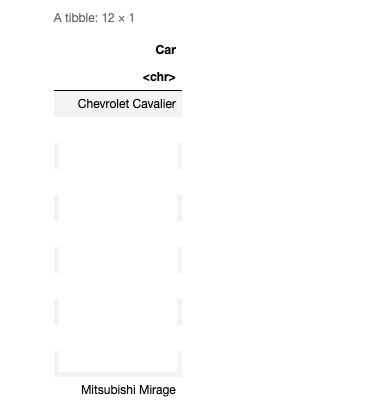 A tibble: 12 × 1
Car
<chr>
Chevrolet Cavalier
Mitsubishi Mirage